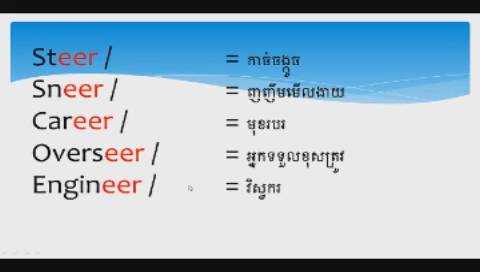 Steer / = កាច់ចង្កូច
Sneer / = ញញឹមមើលងាយ
Career / = មុខរបរ
Overseer / = អ្នកទទួលខុសត្រូវ
Engineer / = វិស្វករ